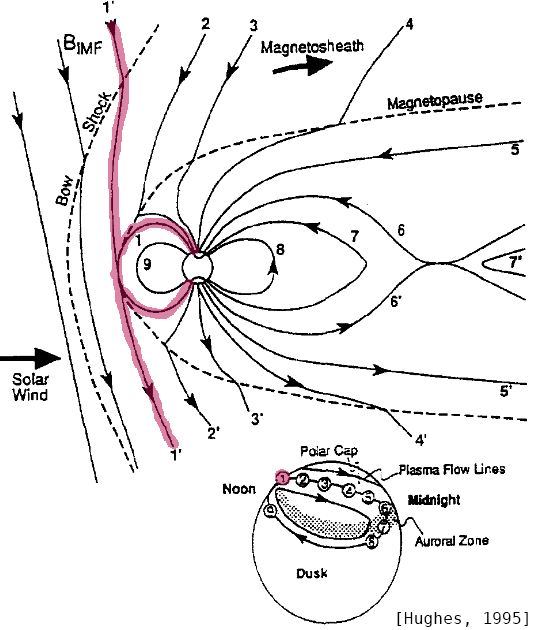 1'
2
3
4
B_IMF
Magnetosheath
Shock
Magnetopause
Bow
5
1
6
7
8
9
7"
6'
Solar
Wind
5'
3'
2'
1'
4'
Polar Cap
Plasma Flow Lines
Noon
1
2
3
4
5
6
7
8
9
Midnight
Auroral Zone
Dusk
[Hughes, 1995]